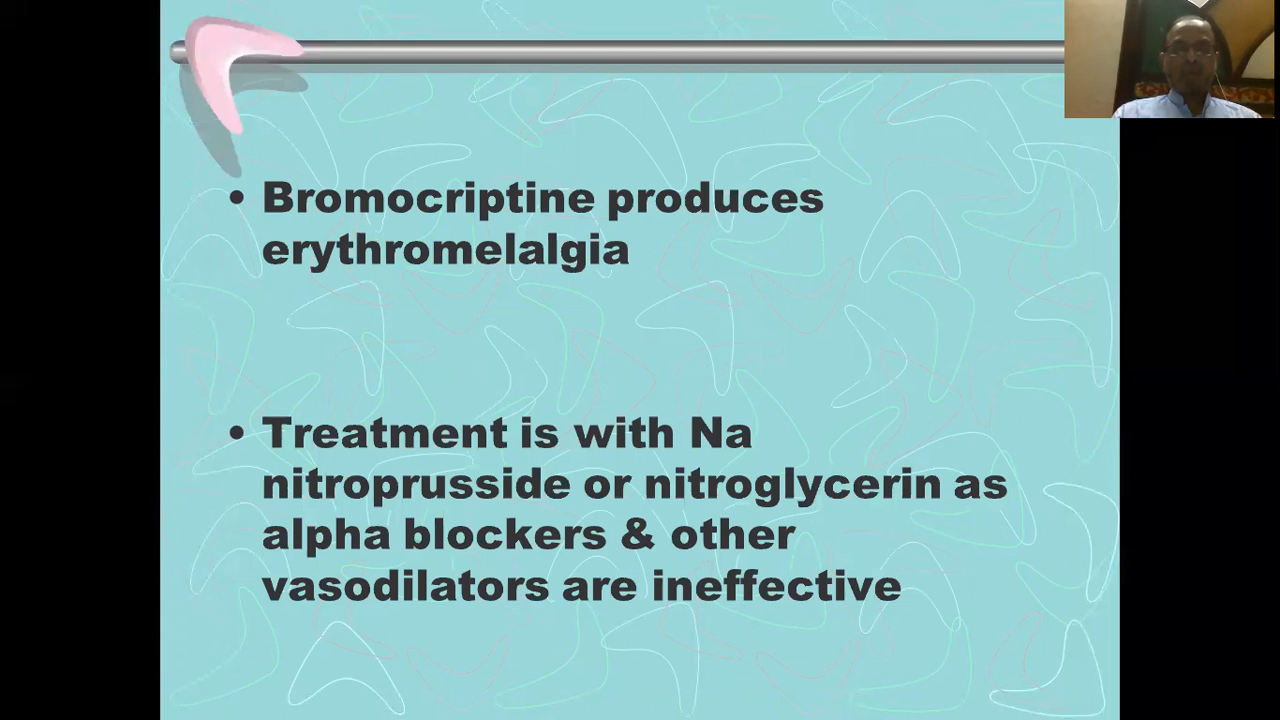 • Bromocriptine produces
erythromelalgia
• Treatment is with Na
nitroprusside or nitroglycerin as
alpha blockers & other
vasodilators are ineffective